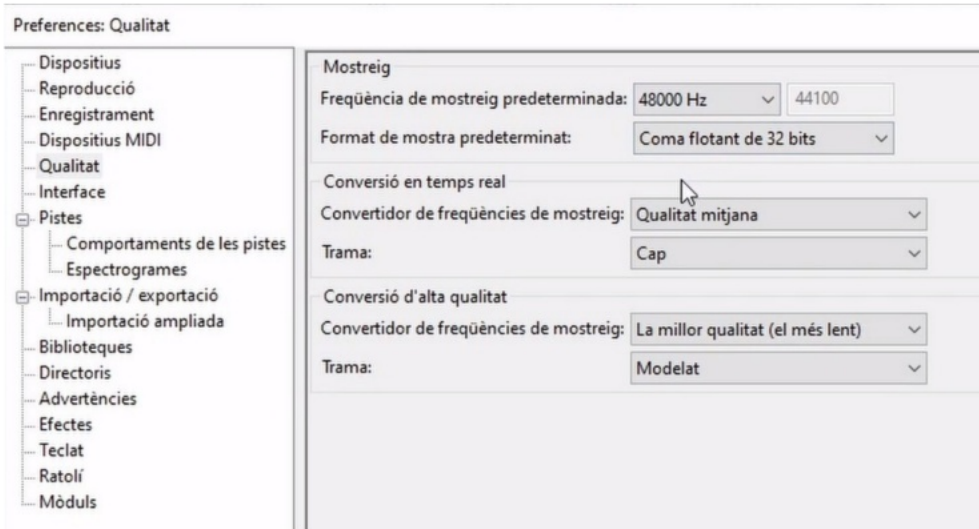 Preferences: Qualitat
Dispositius
Reproducció
Enregistrament
Dispositius MIDI
Qualitat
Interface
Pistes
Comportaments de les pistes
Espectrogrames
Importació / exportació
Importació ampliada
Biblioteques
Directoris
Advertències
Efectes
Teclat
Ratolí
Mòduls
Mostreig
Freqüència de mostreig predeterminada: 48000 Hz 44100
Format de mostra predeterminat: Coma flotant de 32 bits
Conversió en temps real
Convertidor de freqüències de mostreig: Qualitat mitjana
Trama: Cap
Conversió d'alta qualitat
Convertidor de freqüències de mostreig: La millor qualitat (el més lent)
Trama: Modelat